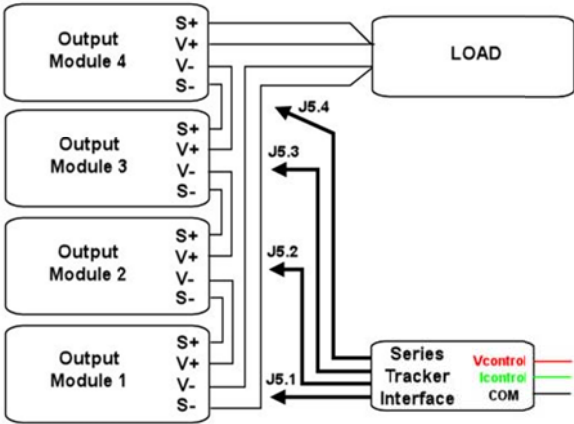 Output
Module 4
S+
V+
V-
S-
LOAD
J5.4
Output
Module 3
S+
V+
V-
S-
J5.3
Output
Module 2
S+
V+
V-
S-
J5.2
Output
Module 1
S+
V+
V-
S-
J5.1
Series
Tracker
Interface
Vcontrol
Icontrol
COM